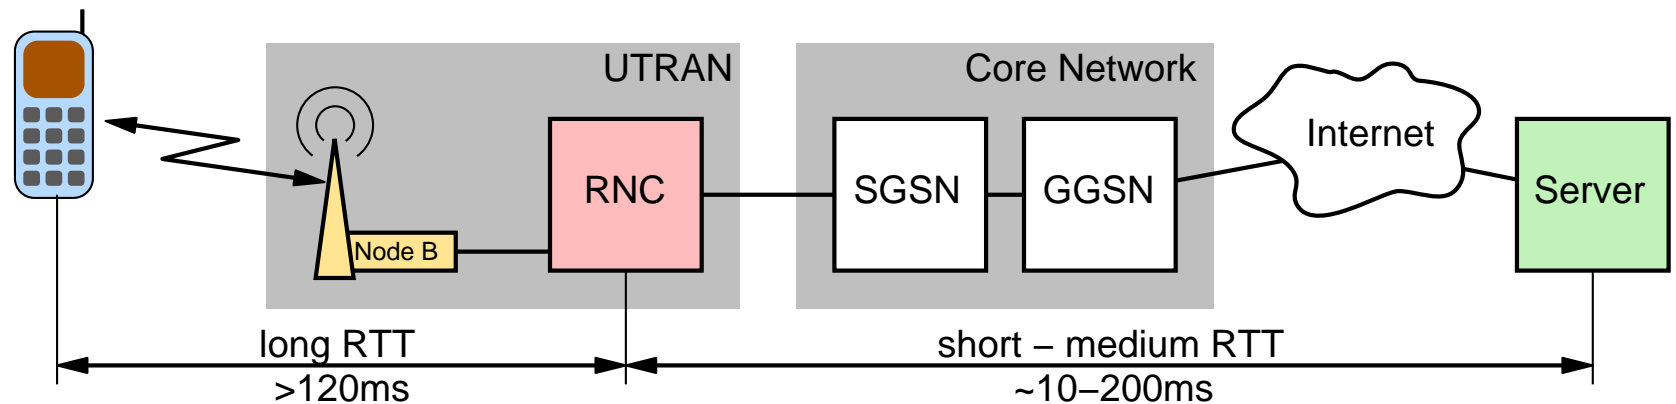 UTRAN
Core Network
Internet
RNC
SGSN
GGSN
Server
Node B
long RTT
short – medium RTT
>120ms
~10–200ms